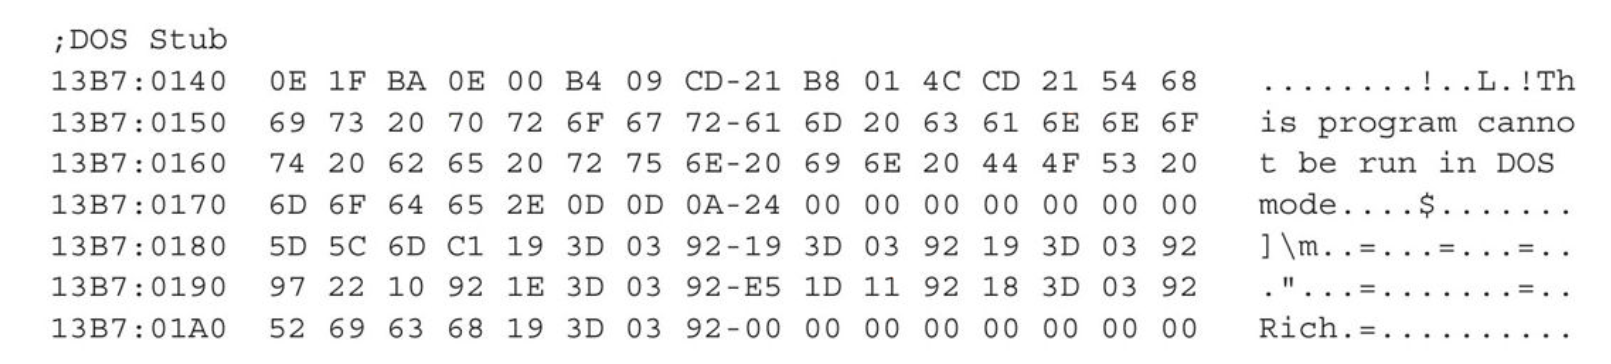 ;DOS Stub
13B7:0140 0E 1F BA 0E 00 B4 09 CD-21 B8 01 4C CD 21 54 68 ........!..L.!Th
13B7:0150 69 73 20 70 72 6F 67 72-61 6D 20 63 61 6E 6E 6F is program canno
13B7:0160 74 20 62 65 20 72 75 6E-20 69 6E 20 44 4F 53 20 t be run in DOS
13B7:0170 6D 6F 64 65 2E 0D 0D 0A-24 00 00 00 00 00 00 00 mode....$.......
13B7:0180 5D 5C 6D C1 19 3D 03 92-19 3D 03 92 19 3D 03 92 ]\m..=...=...=..
13B7:0190 97 22 10 92 1E 3D 03 92-E5 1D 11 92 18 3D 03 92 ."...=.......=..
13B7:01A0 52 69 63 68 19 3D 03 92-00 00 00 00 00 00 00 00 Rich.=..........